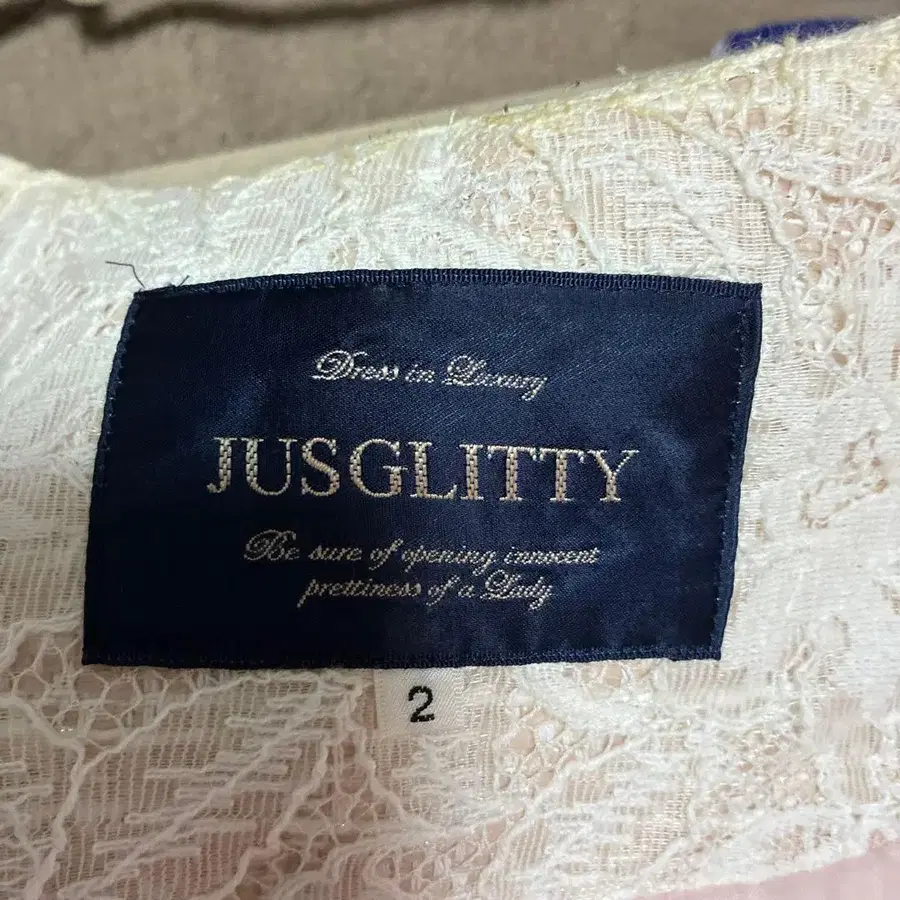 Dress in Luxury
JUSGLITTY
Be sure of opening innocent
prettiness of a Lady
2